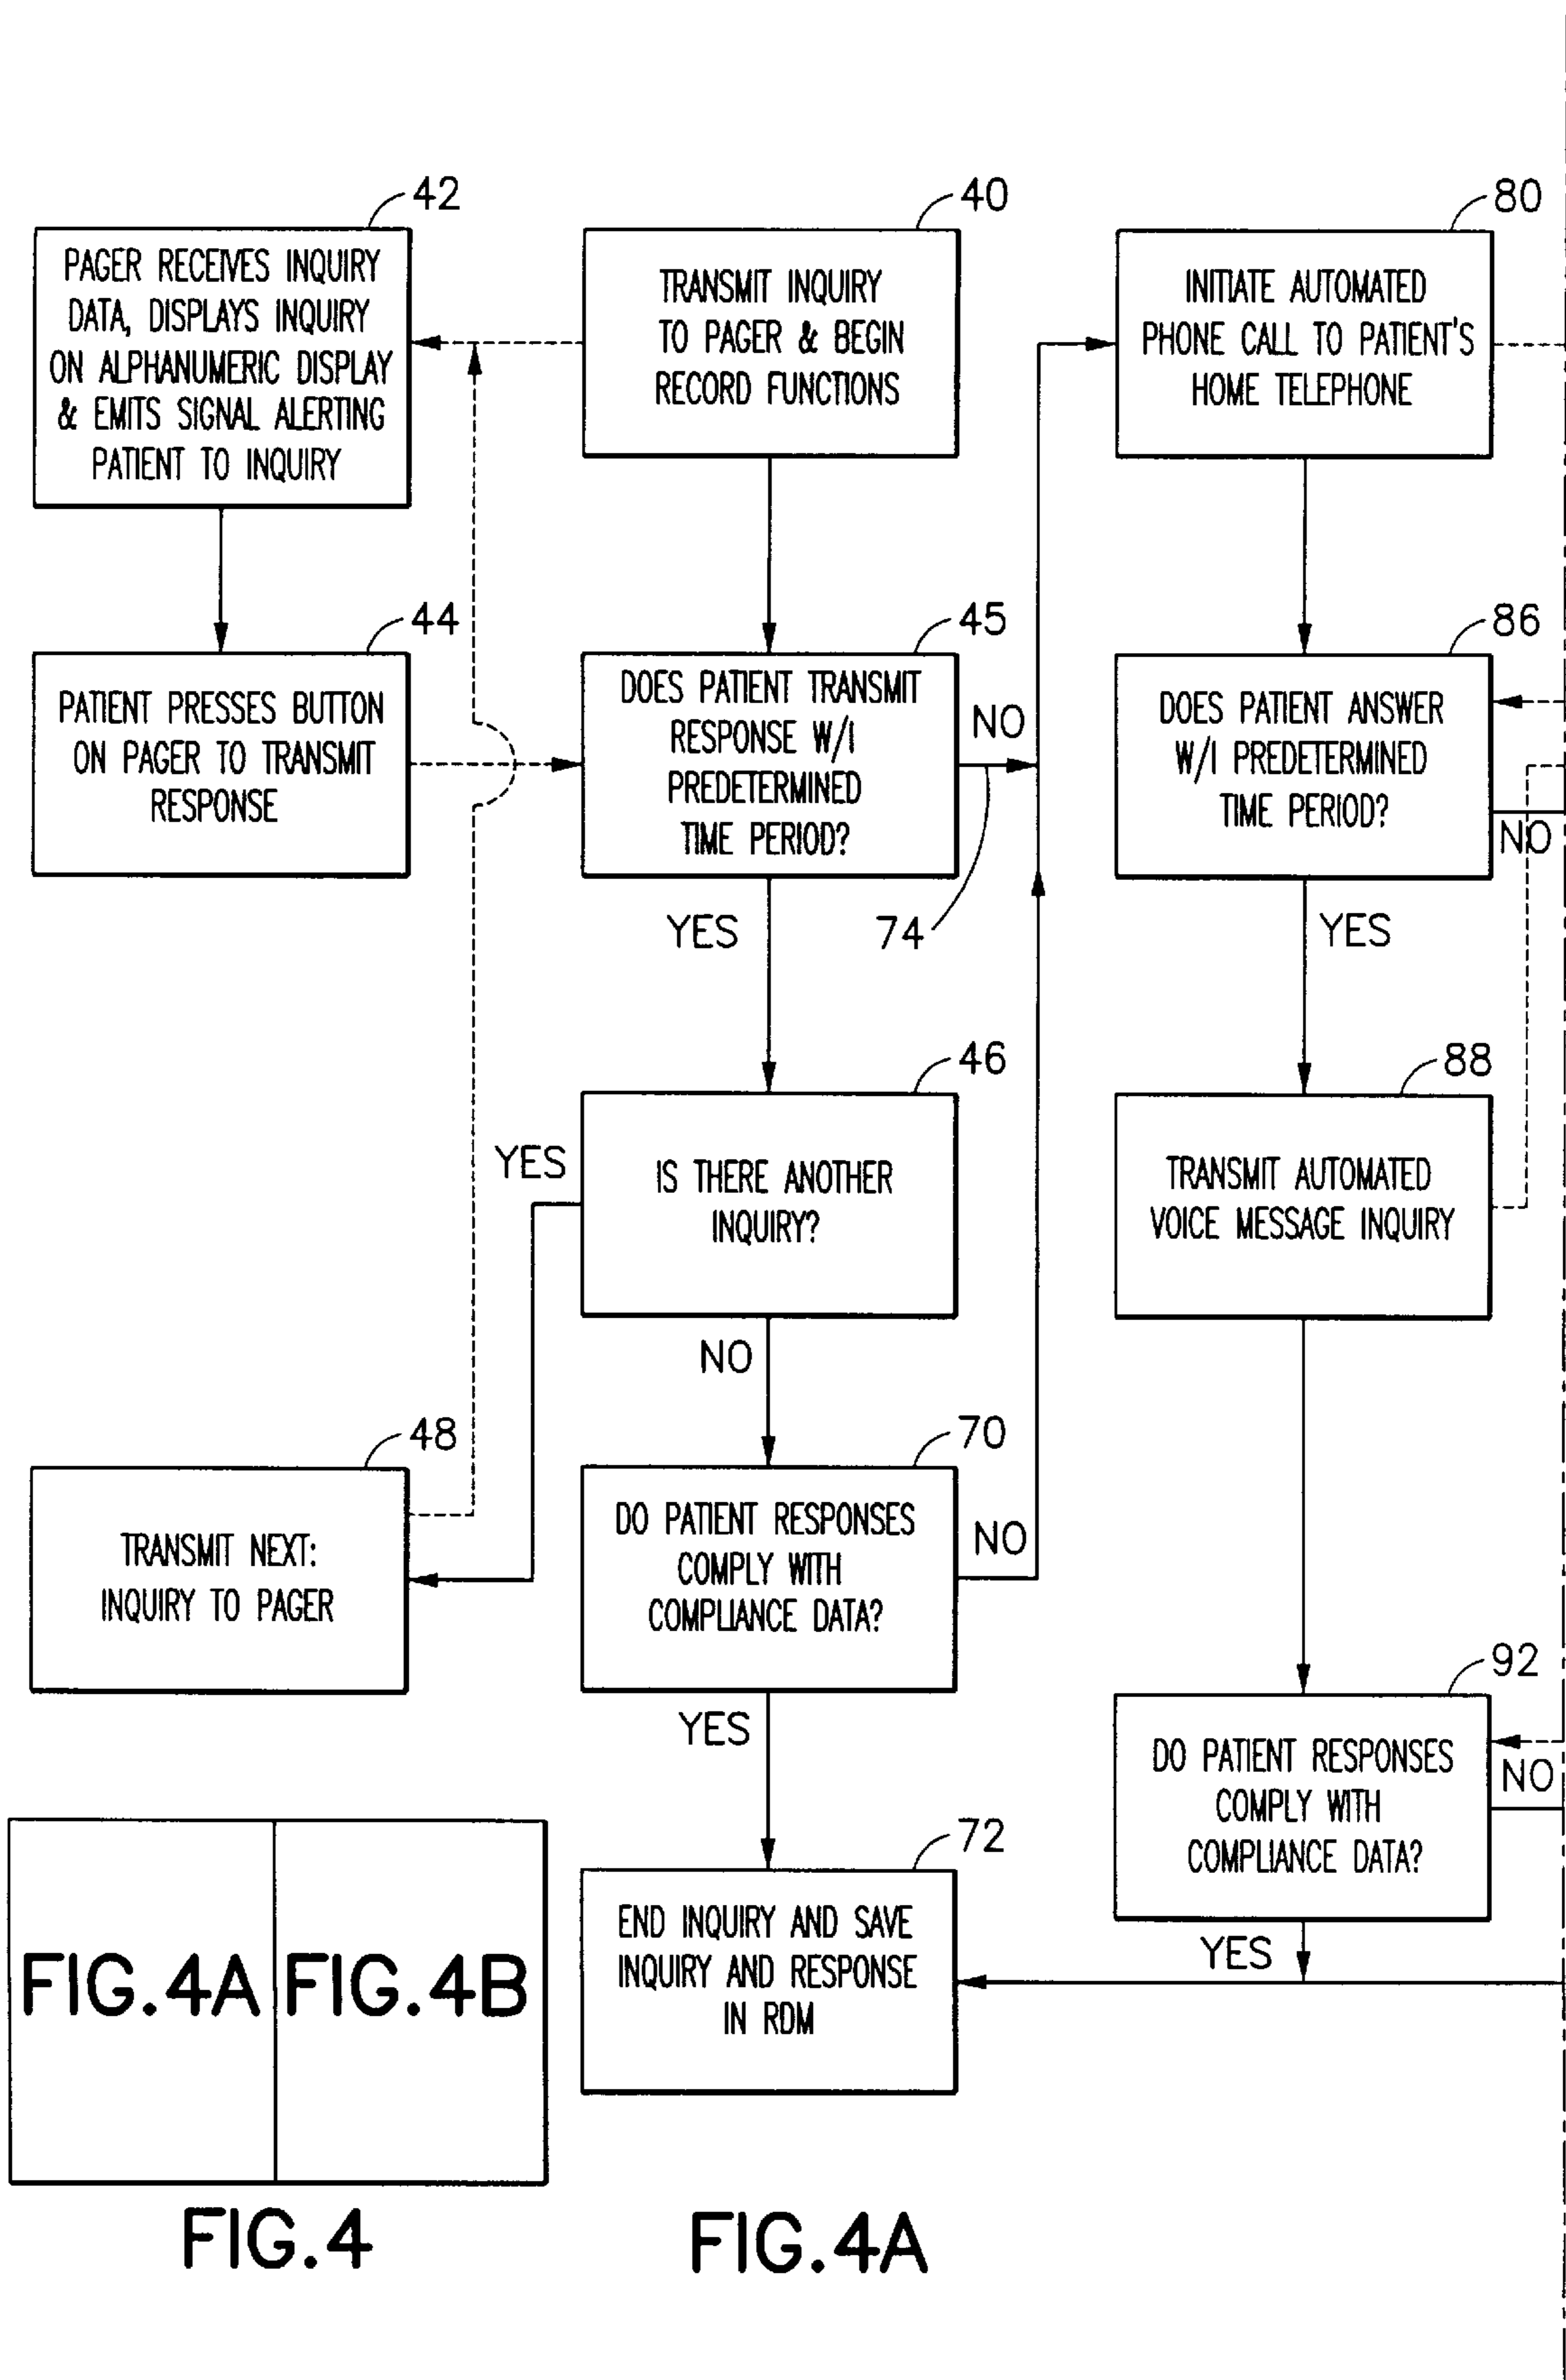 42
PAGER RECEIVES INQUIRY
DATA, DISPLAYS INQUIRY
ON ALPHANUMERIC DISPLAY
& EMITS SIGNAL ALERTING
PATIENT TO INQUIRY
40
TRANSMIT INQUIRY
TO PAGER & BEGIN
RECORD FUNCTIONS
80
INITIATE AUTOMATED
PHONE CALL TO PATIENT'S
HOME TELEPHONE
44
PATIENT PRESSES BUTTON
ON PAGER TO TRANSMIT
RESPONSE
45
DOES PATIENT TRANSMIT
RESPONSE W/I
PREDETERMINED
TIME PERIOD?
NO
74
YES
86
DOES PATIENT ANSWER
W/I PREDETERMINED
TIME PERIOD?
NO
YES
46
IS THERE ANOTHER
INQUIRY?
YES
NO
88
TRANSMIT AUTOMATED
VOICE MESSAGE INQUIRY
48
TRANSMIT NEXT:
INQUIRY TO PAGER
70
DO PATIENT RESPONSES
COMPLY WITH
COMPLIANCE DATA?
NO
YES
92
DO PATIENT RESPONSES
COMPLY WITH
COMPLIANCE DATA?
NO
YES
72
END INQUIRY AND SAVE
INQUIRY AND RESPONSE
IN RDM
FIG.4A FIG.4B
FIG.4
FIG.4A